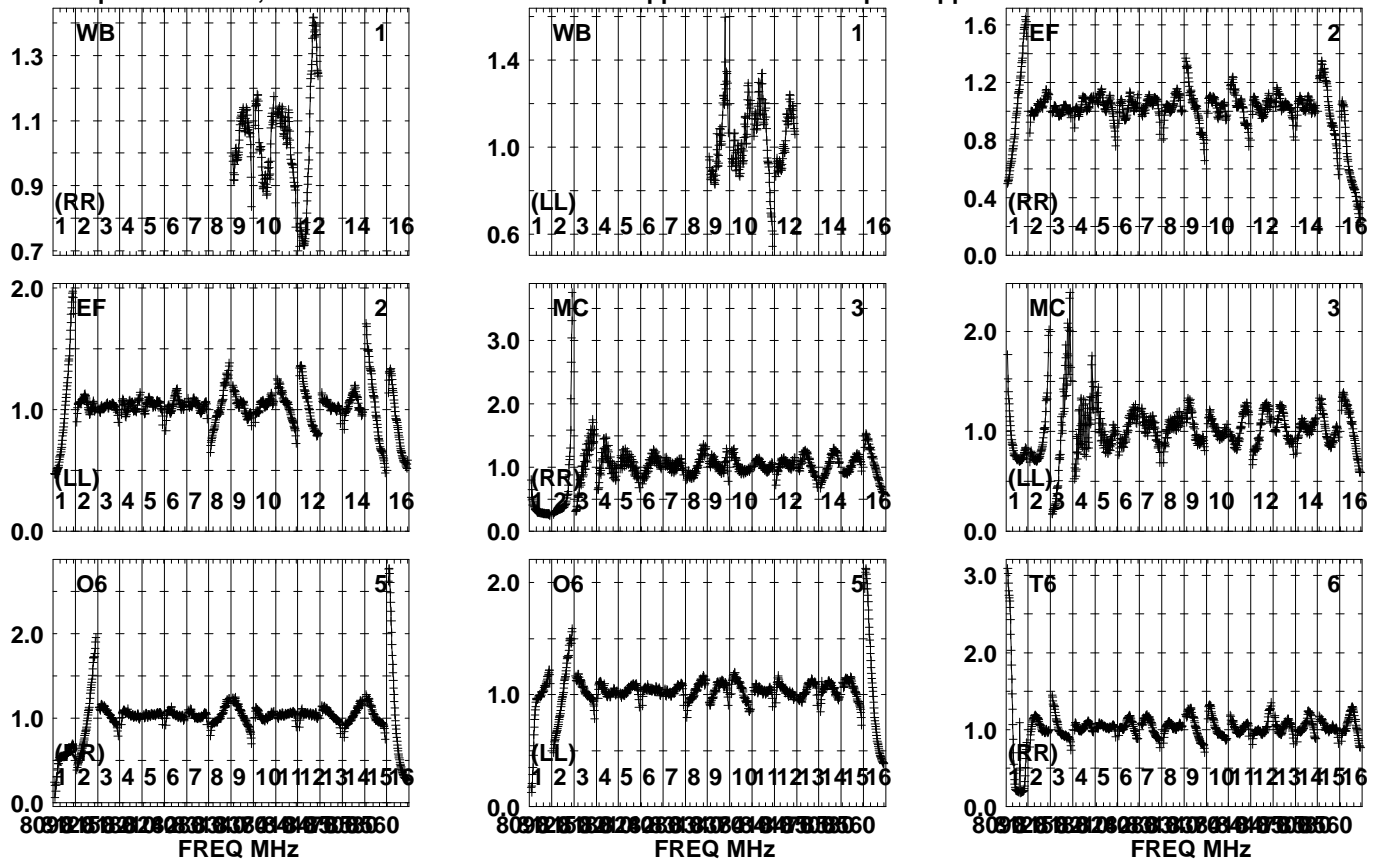 WB 1
1.3
1.1
0.9
0.7
(RR)
1 2 3 4 5 6 7 8 9 10 12 14 16
WB 1
1.4
1.0
0.6
(LL)
1 2 3 4 5 6 7 8 9 10 12 14 16
EF 2
1.6
1.2
0.8
0.4
0.0
(RR)
1 2 3 4 5 6 7 8 9 10 12 14 16
EF 2
2.0
1.0
0.0
(LL)
1 2 3 4 5 6 7 8 9 10 12 14 16
MC 3
3.0
2.0
1.0
0.0
(RR)
1 2 3 4 5 6 7 8 9 10 12 14 16
MC 3
2.0
1.0
0.0
(LL)
1 2 3 4 5 6 7 8 9 10 12 14 16
O6 5
2.0
1.0
0.0
(RR)
1 2 3 4 5 6 7 8 9 10 11 12 13 14 15 16
FREQ MHz
O6 5
2.0
1.0
0.0
(LL)
1 2 3 4 5 6 7 8 9 10 11 12 13 14 15 16
FREQ MHz
T6 6
3.0
2.0
1.0
0.0
(RR)
1 2 3 4 5 6 7 8 9 10 11 12 13 14 15 16
FREQ MHz